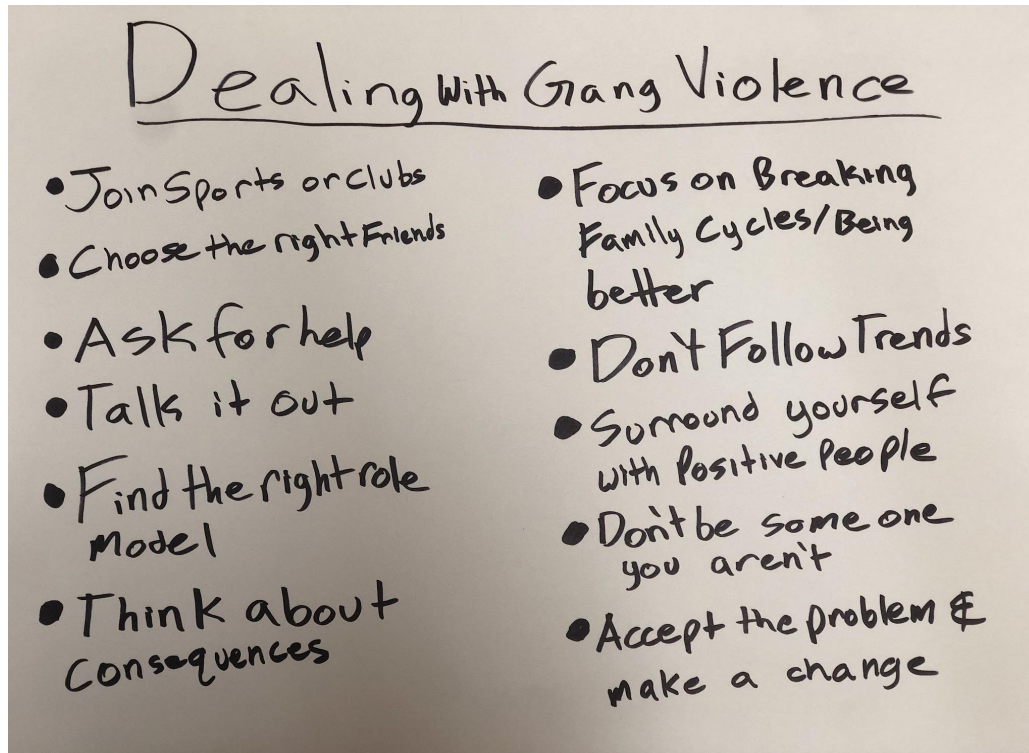 Dealing with Gang Violence
• Join Sports or Clubs
• Choose the right Friends
• Ask for help
• Talk it out
• Find the right role
model
• Think about
consequences
• Focus on Breaking
Family Cycles/Being
better
• Don't Follow Trends
• Surround yourself
with Positive People
• Don't be some one
you aren't
• Accept the problem &
make a change